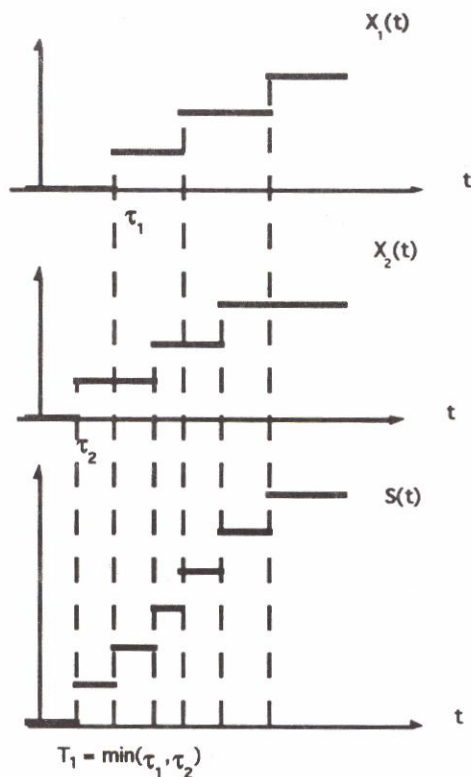 X₁(t)
t
τ₁
X₂(t)
t
τ₂
S(t)
t
T₁ = min(τ₁, τ₂)